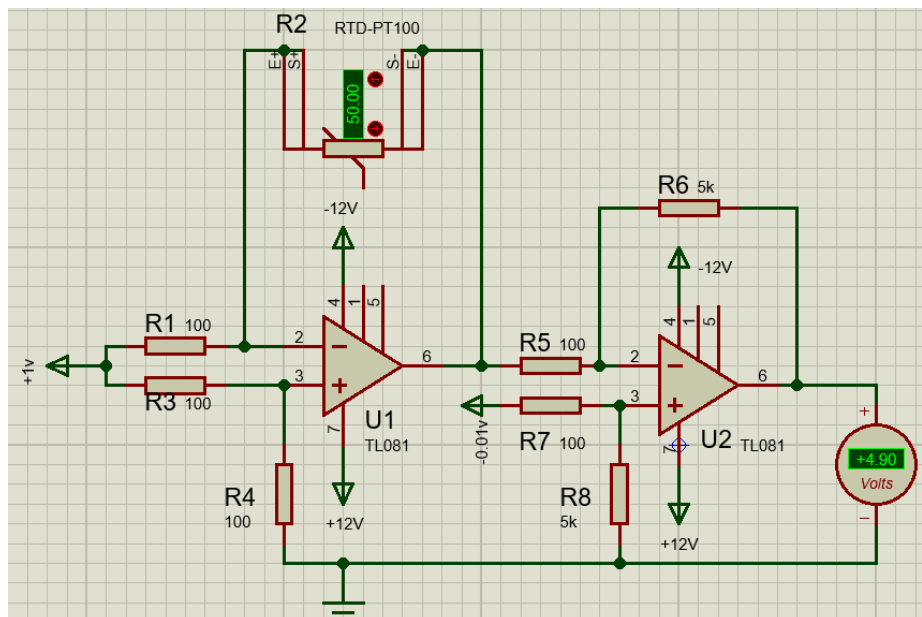 R2
RTD-PT100
E+
S+
S-
E-
50.00
-12V
4
1
5
R1 100
2
+1v
3
R3 100
6
7
U1
TL081
R4
100
+12V
R6 5k
-12V
4
1
5
R5 100
2
3
6
-0.01v
R7 100
7
U2
TL081
R8
5k
+12V
+
+4.90
Volts
−